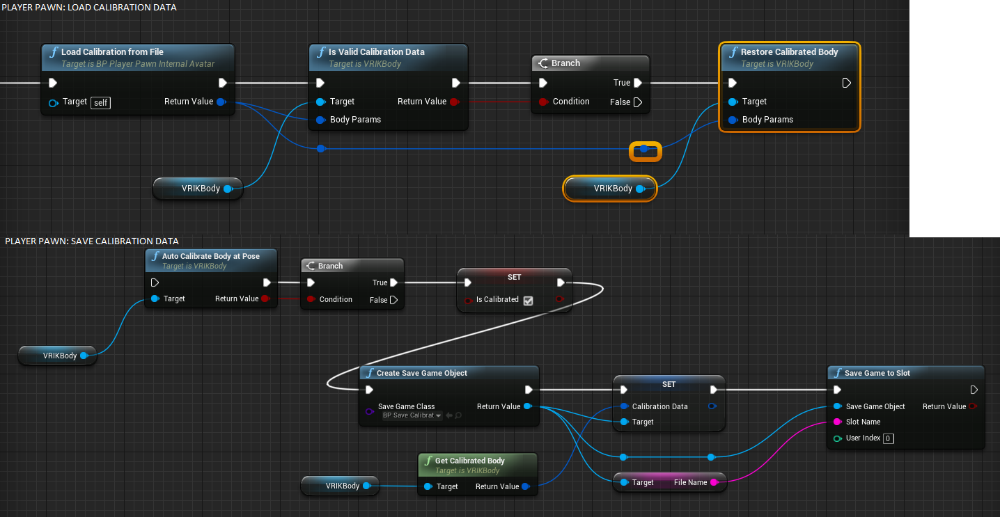 PLAYER PAWN: LOAD CALIBRATION DATA
Load Calibration from File
Target is BP Player Pawn Internal Avatar
Target self Return Value
Is Valid Calibration Data
Target is VRIKBody
Target Return Value
Body Params
Branch
True
Condition False
Restore Calibrated Body
Target is VRIKBody
Target
Body Params
VRIKBody
VRIKBody
PLAYER PAWN: SAVE CALIBRATION DATA
Auto Calibrate Body at Pose
Target is VRIKBody
Target Return Value
Branch
True
Condition False
SET
Is Calibrated
VRIKBody
Create Save Game Object
Save Game Class Return Value
BP Save Calibrat
SET
Calibration Data
Target
Save Game to Slot
Save Game Object Return Value
Slot Name
User Index 0
Get Calibrated Body
Target is VRIKBody
Target Return Value
VRIKBody
Target File Name